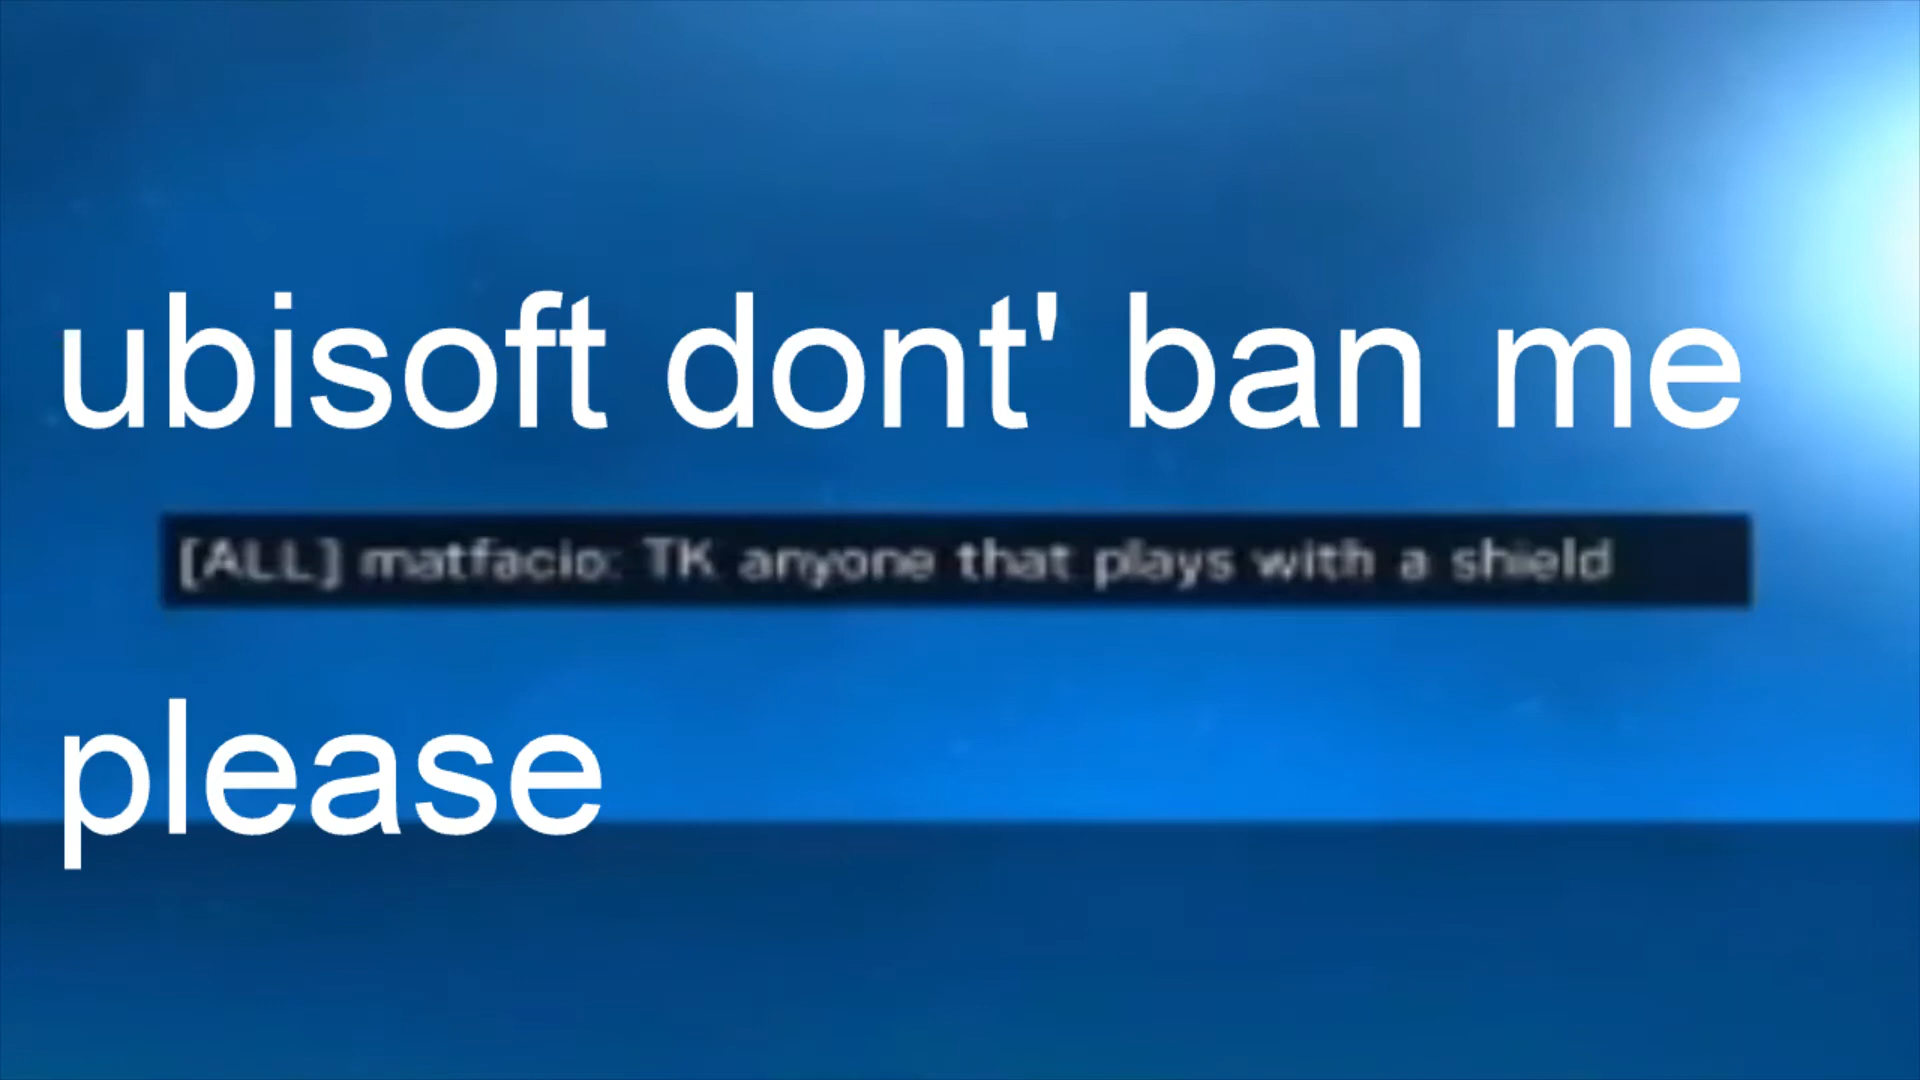 ubisoft dont' ban me
[ALL] matfacio: TK anyone that plays with a shield
please